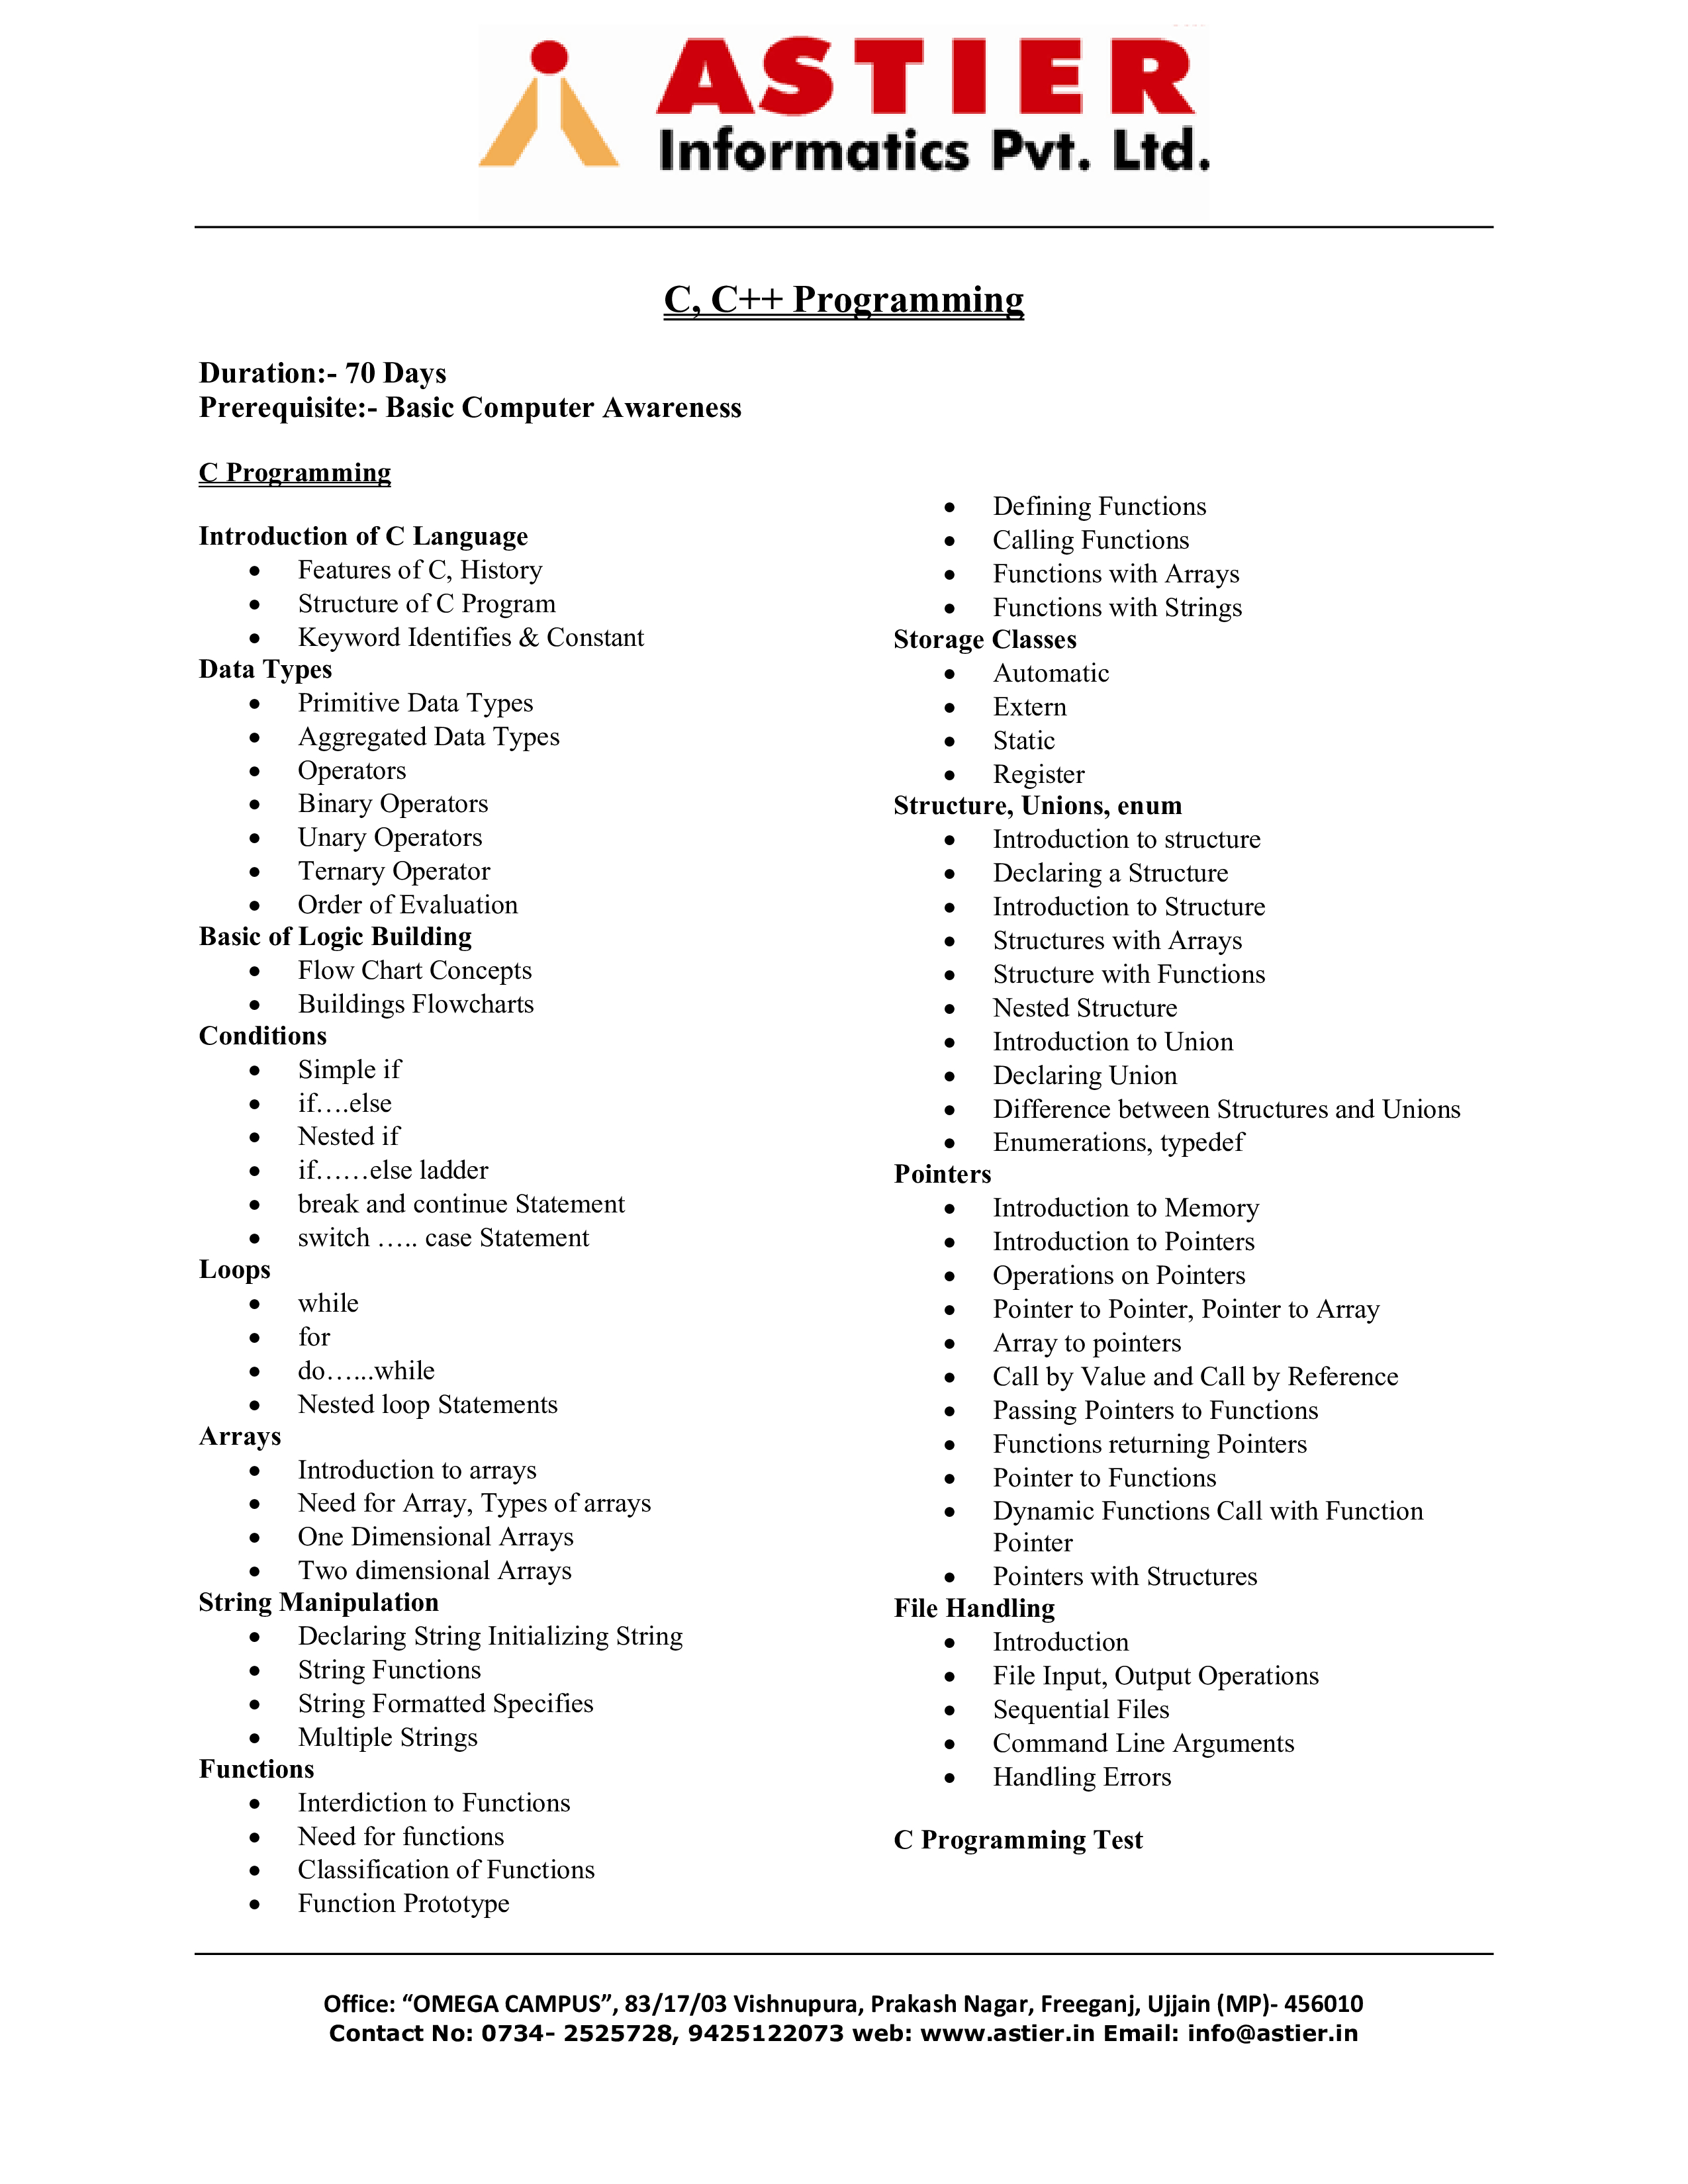 ASTIER
Informatics Pvt. Ltd.
C, C++ Programming
Duration:- 70 Days
Prerequisite:- Basic Computer Awareness
C Programming
Introduction of C Language
• Features of C, History
• Structure of C Program
• Keyword Identifies & Constant
Data Types
• Primitive Data Types
• Aggregated Data Types
• Operators
• Binary Operators
• Unary Operators
• Ternary Operator
• Order of Evaluation
Basic of Logic Building
• Flow Chart Concepts
• Buildings Flowcharts
Conditions
• Simple if
• if….else
• Nested if
• if……else ladder
• break and continue Statement
• switch ….. case Statement
Loops
• while
• for
• do…...while
• Nested loop Statements
Arrays
• Introduction to arrays
• Need for Array, Types of arrays
• One Dimensional Arrays
• Two dimensional Arrays
String Manipulation
• Declaring String Initializing String
• String Functions
• String Formatted Specifies
• Multiple Strings
Functions
• Interdiction to Functions
• Need for functions
• Classification of Functions
• Function Prototype
• Defining Functions
• Calling Functions
• Functions with Arrays
• Functions with Strings
Storage Classes
• Automatic
• Extern
• Static
• Register
Structure, Unions, enum
• Introduction to structure
• Declaring a Structure
• Introduction to Structure
• Structures with Arrays
• Structure with Functions
• Nested Structure
• Introduction to Union
• Declaring Union
• Difference between Structures and Unions
• Enumerations, typedef
Pointers
• Introduction to Memory
• Introduction to Pointers
• Operations on Pointers
• Pointer to Pointer, Pointer to Array
• Array to pointers
• Call by Value and Call by Reference
• Passing Pointers to Functions
• Functions returning Pointers
• Pointer to Functions
• Dynamic Functions Call with Function
Pointer
• Pointers with Structures
File Handling
• Introduction
• File Input, Output Operations
• Sequential Files
• Command Line Arguments
• Handling Errors
C Programming Test
Office: “OMEGA CAMPUS”, 83/17/03 Vishnupura, Prakash Nagar, Freeganj, Ujjain (MP)- 456010
Contact No: 0734- 2525728, 9425122073 web: www.astier.in Email: info@astier.in